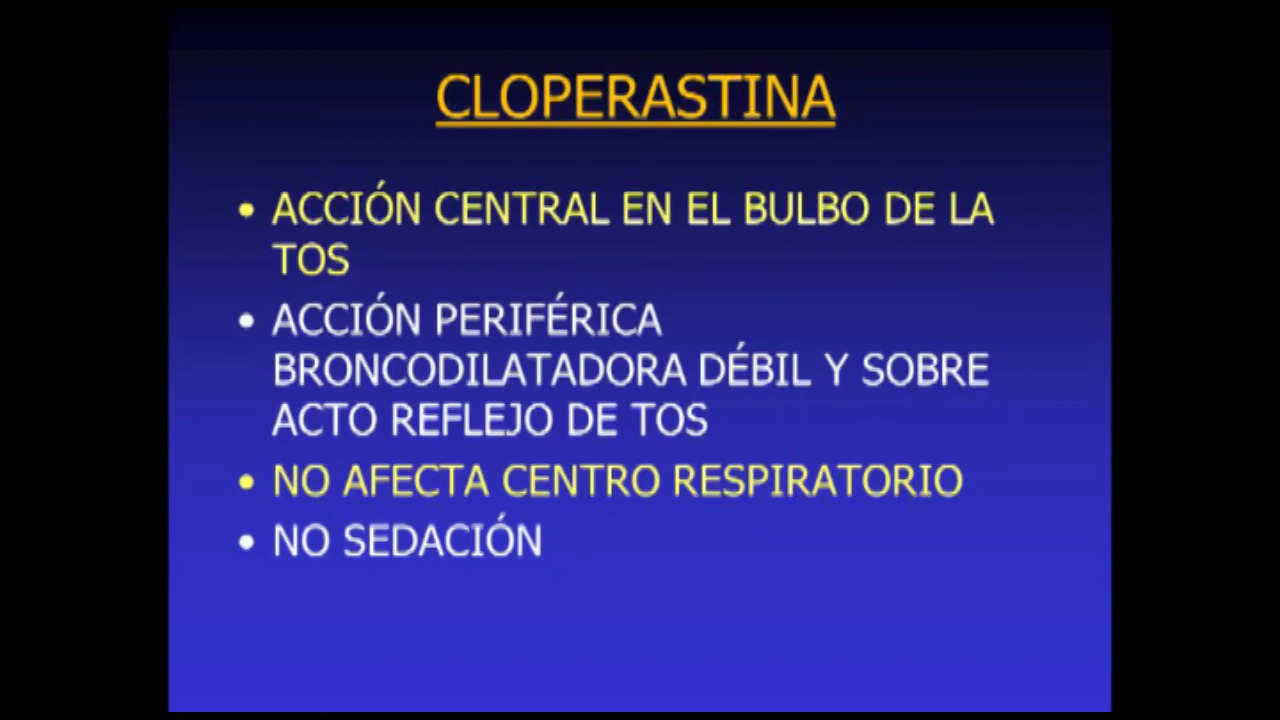 CLOPERASTINA
• ACCIÓN CENTRAL EN EL BULBO DE LA
TOS
• ACCIÓN PERIFÉRICA
BRONCODILATADORA DÉBIL Y SOBRE
ACTO REFLEJO DE TOS
• NO AFECTA CENTRO RESPIRATORIO
• NO SEDACIÓN